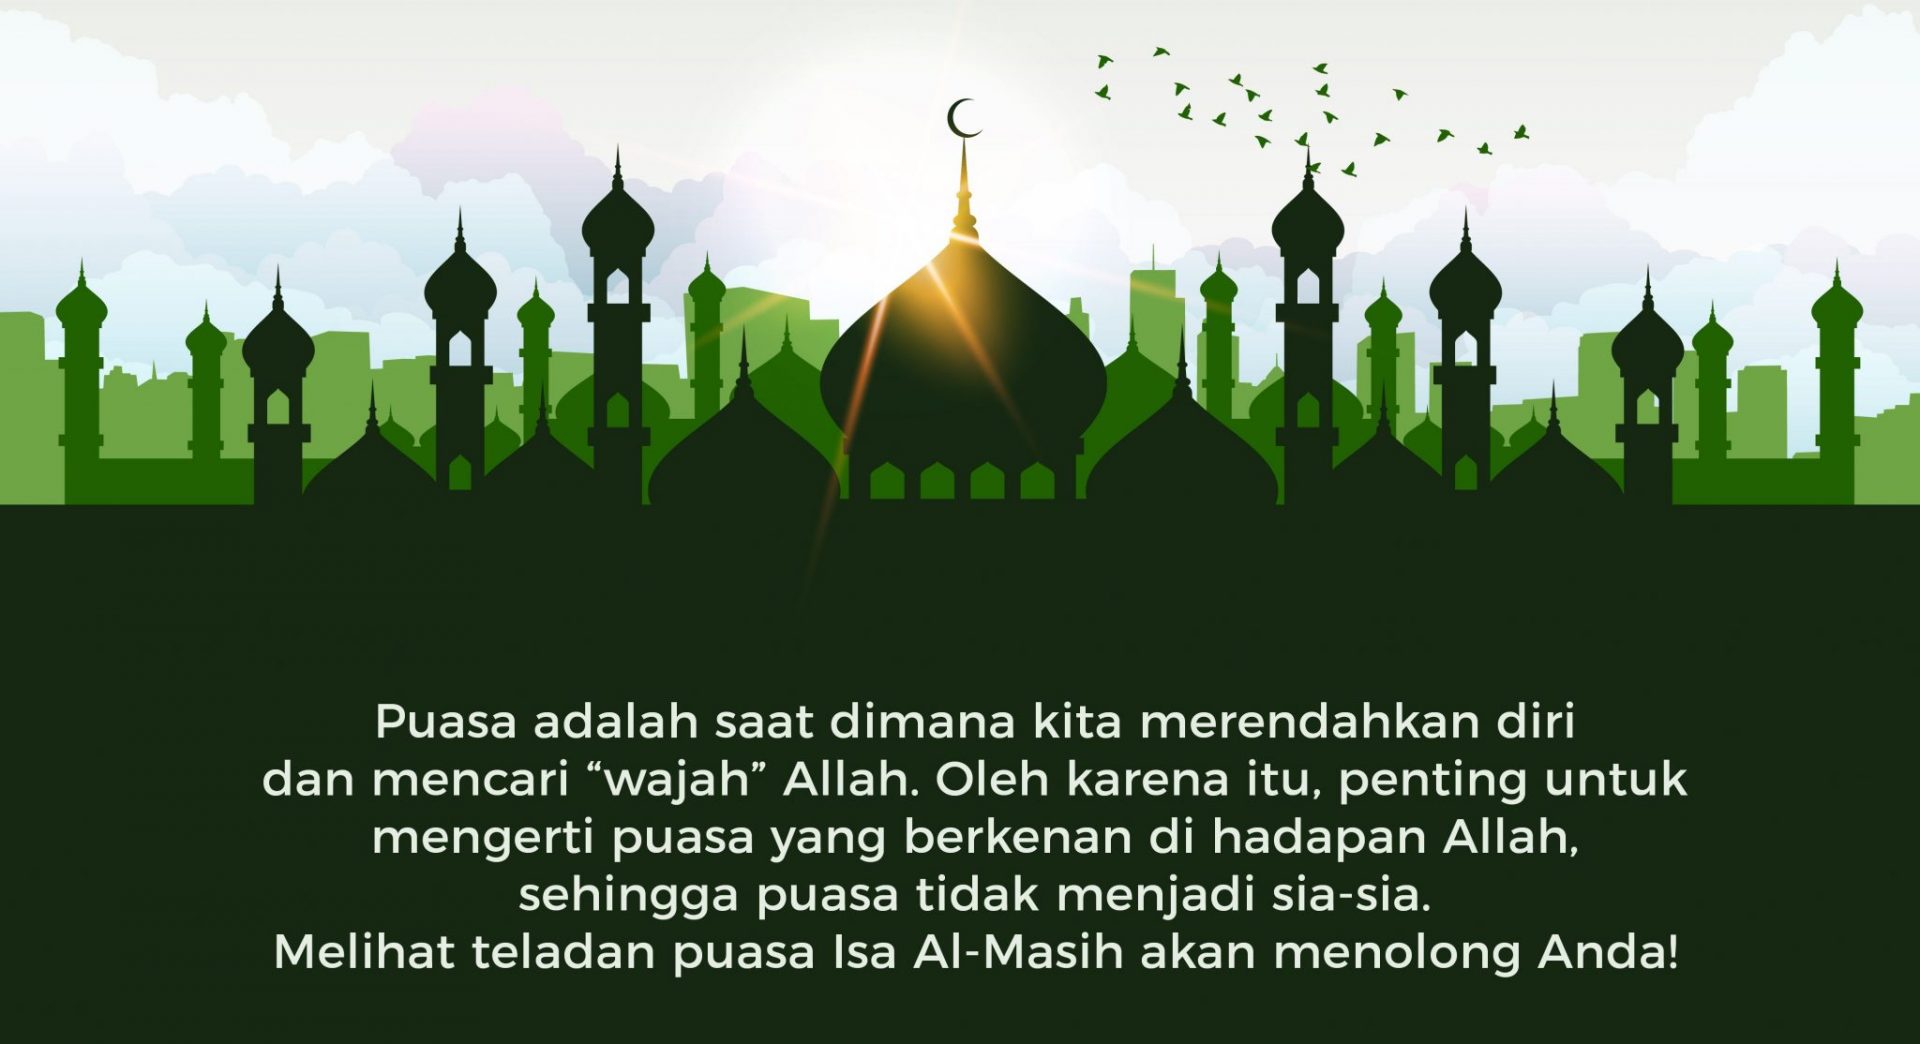 Puasa adalah saat dimana kita merendahkan diri
dan mencari “wajah” Allah. Oleh karena itu, penting untuk
mengerti puasa yang berkenan di hadapan Allah,
sehingga puasa tidak menjadi sia-sia.
Melihat teladan puasa Isa Al-Masih akan menolong Anda!